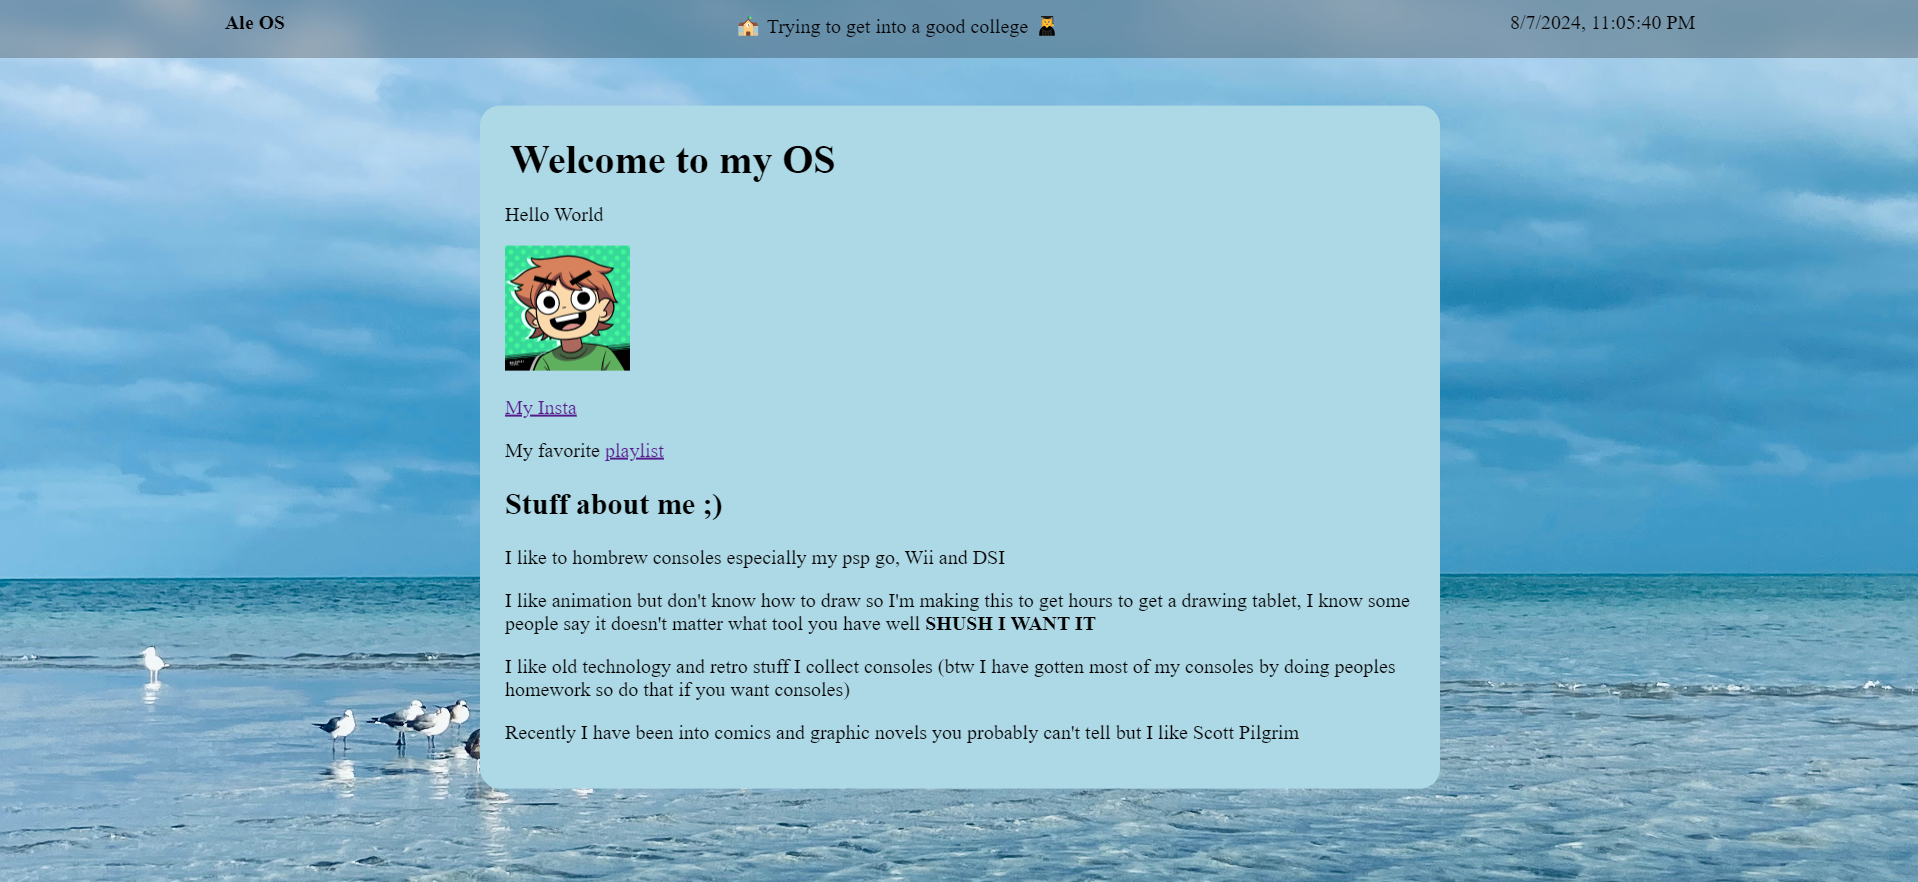 Ale OS
🏫 Trying to get into a good college 👨‍🎓
8/7/2024, 11:05:40 PM
Welcome to my OS
Hello World
My Insta
My favorite playlist
Stuff about me ;)
I like to hombrew consoles especially my psp go, Wii and DSI
I like animation but don't know how to draw so I'm making this to get hours to get a drawing tablet, I know some
people say it doesn't matter what tool you have well SHUSH I WANT IT
I like old technology and retro stuff I collect consoles (btw I have gotten most of my consoles by doing peoples
homework so do that if you want consoles)
Recently I have been into comics and graphic novels you probably can't tell but I like Scott Pilgrim